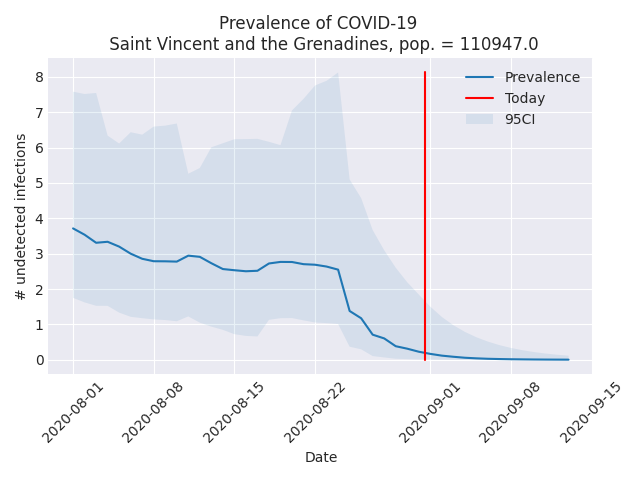 Prevalence of COVID-19
Saint Vincent and the Grenadines, pop. = 110947.0
Prevalence
Today
95CI
8
7
6
5
4
3
2
1
0
# undetected infections
2020-08-01
2020-08-08
2020-08-15
2020-08-22
2020-09-01
2020-09-08
2020-09-15
Date